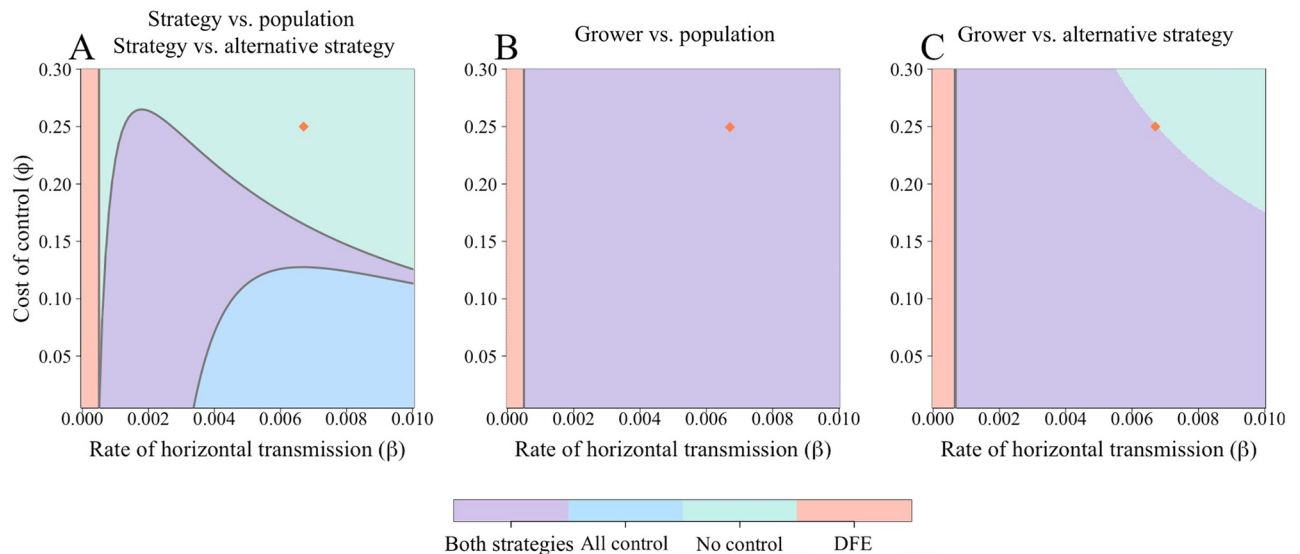 Strategy vs. population
Strategy vs. alternative strategy
A
0.30
0.25
0.20
0.15
0.10
0.05
Cost of control (ϕ)
0.000 0.002 0.004 0.006 0.008 0.010
Rate of horizontal transmission (β)
Grower vs. population
B
0.30
0.25
0.20
0.15
0.10
0.05
0.000 0.002 0.004 0.006 0.008 0.010
Rate of horizontal transmission (β)
Grower vs. alternative strategy
C
0.30
0.25
0.20
0.15
0.10
0.05
0.000 0.002 0.004 0.006 0.008 0.010
Rate of horizontal transmission (β)
Both strategies All control No control DFE